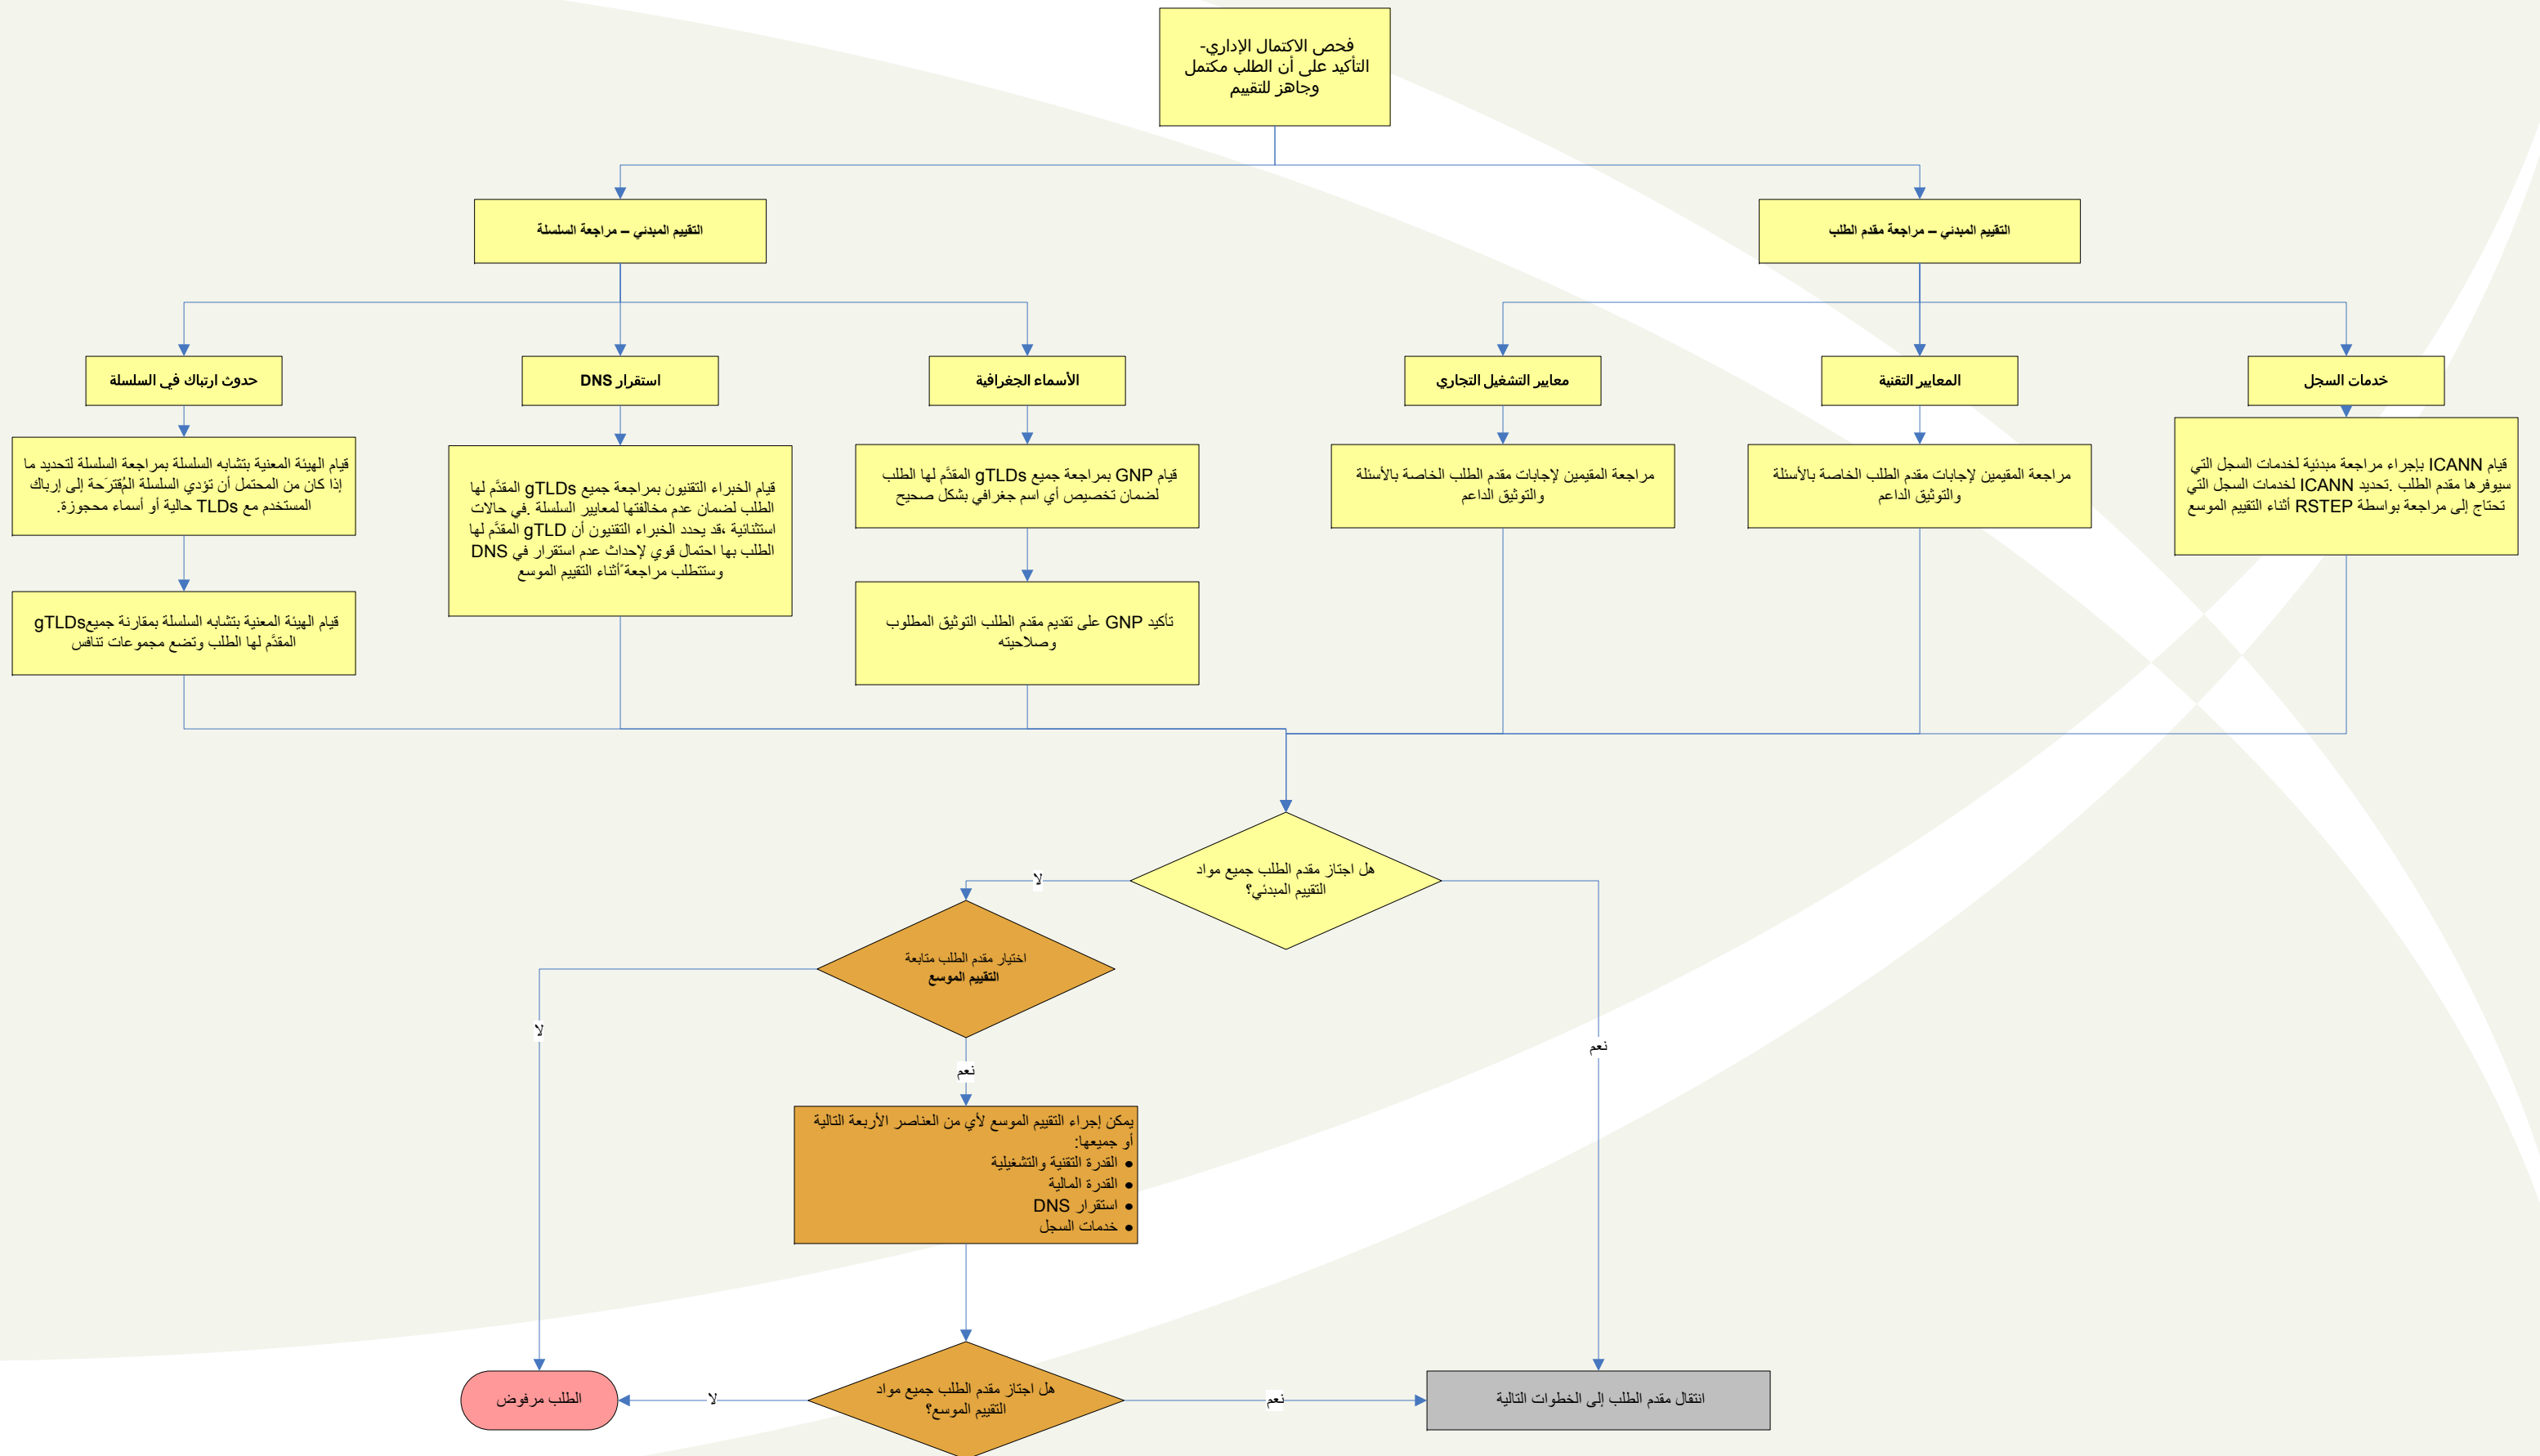 فحص الاكتمال الإداري-
التأكيد على أن الطلب مكتمل
وجاهز للتقييم
التقييم المبدئي – مراجعة مقدم الطلب
التقييم المبدئي – مراجعة السلسلة
خدمات السجل
المعايير التقنية
معايير التشغيل التجاري
الأسماء الجغرافية
استقرار DNS
حدوث ارتباك في السلسلة
قيام ICANN بإجراء مراجعة مبدئية لخدمات السجل التي
سيوفرها مقدم الطلب .تحديد ICANN لخدمات السجل التي
تحتاج إلى مراجعة بواسطة RSTEP أثناء التقييم الموسع
مراجعة المقيمين لإجابات مقدم الطلب الخاصة بالأسئلة
والتوثيق الداعم
مراجعة المقيمين لإجابات مقدم الطلب الخاصة بالأسئلة
والتوثيق الداعم
قيام GNP بمراجعة جميع gTLDs المقدَّم لها الطلب
لضمان تخصيص أي اسم جغرافي بشكل صحيح
تأكيد GNP على تقديم مقدم الطلب التوثيق المطلوب
وصلاحيته
قيام الخبراء التقنيون بمراجعة جميع gTLDs المقدَّم لها
الطلب لضمان عدم مخالفتها لمعايير السلسلة .في حالات
استثنائية ،قد يحدد الخبراء التقنيون أن gTLD المقدَّم لها
الطلب بها احتمال قوي لإحداث عدم استقرار في DNS
وستتطلب مراجعة ًأثناء التقييم الموسع
قيام الهيئة المعنية بتشابه السلسلة بمراجعة السلسلة لتحديد ما
إذا كان من المحتمل أن تؤدي السلسلة المُقترَحة إلى إرباك
المستخدم مع TLDs حالية أو أسماء محجوزة.
قيام الهيئة المعنية بتشابه السلسلة بمقارنة جميعgTLDs
المقدَّم لها الطلب وتضع مجموعات تنافس
هل اجتاز مقدم الطلب جميع مواد
التقييم المبدئي؟
لا
نعم
اختيار مقدم الطلب متابعة
التقييم الموسع
لا
نعم
يمكن إجراء التقييم الموسع لأي من العناصر الأربعة التالية
أو جميعها:
● القدرة التقنية والتشغيلية
● القدرة المالية
● استقرار DNS
● خدمات السجل
هل اجتاز مقدم الطلب جميع مواد
التقييم الموسع؟
نعم
لا
انتقال مقدم الطلب إلى الخطوات التالية
الطلب مرفوض